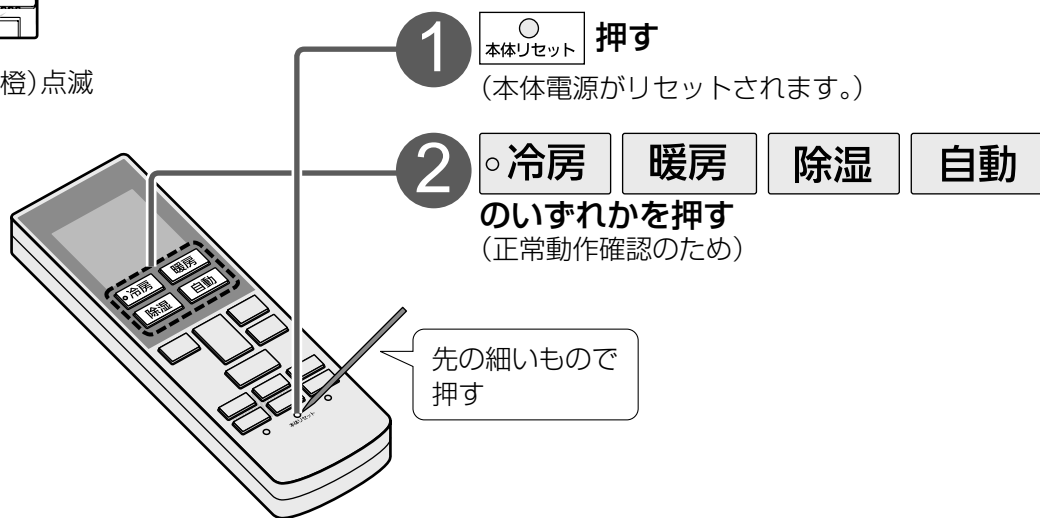 橙)点滅
1
本体リセット 押す
(本体電源がリセットされます。)
2
冷房 暖房 除湿 自動
のいずれかを押す
(正常動作確認のため)
暖房
冷房
自動
除湿
先の細いもので
押す
本体リセット